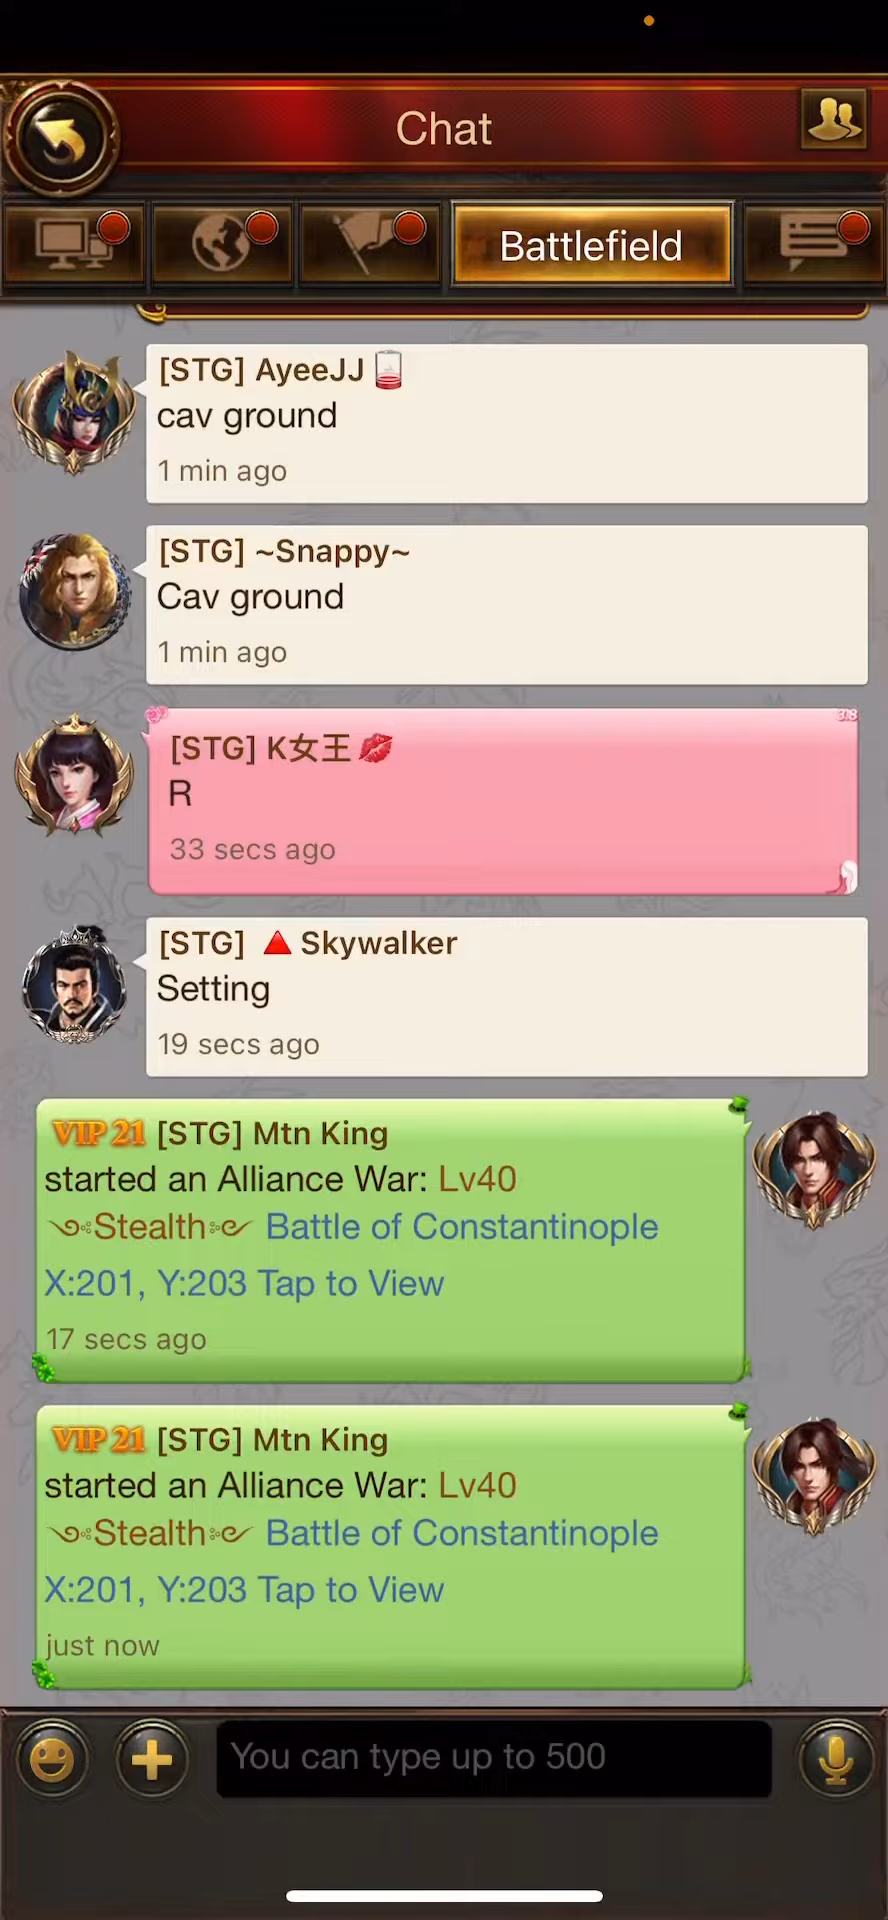 Chat
Battlefield
[STG] AyeeJJ
cav ground
1 min ago
[STG] ~Snappy~
Cav ground
1 min ago
38
[STG] K女王💋
R
33 secs ago
[STG] 🔺Skywalker
Setting
19 secs ago
VIP 21 [STG] Mtn King
started an Alliance War: Lv40
Stealth Battle of Constantinople
X:201, Y:203 Tap to View
17 secs ago
VIP 21 [STG] Mtn King
started an Alliance War: Lv40
Stealth Battle of Constantinople
X:201, Y:203 Tap to View
just now
You can type up to 500